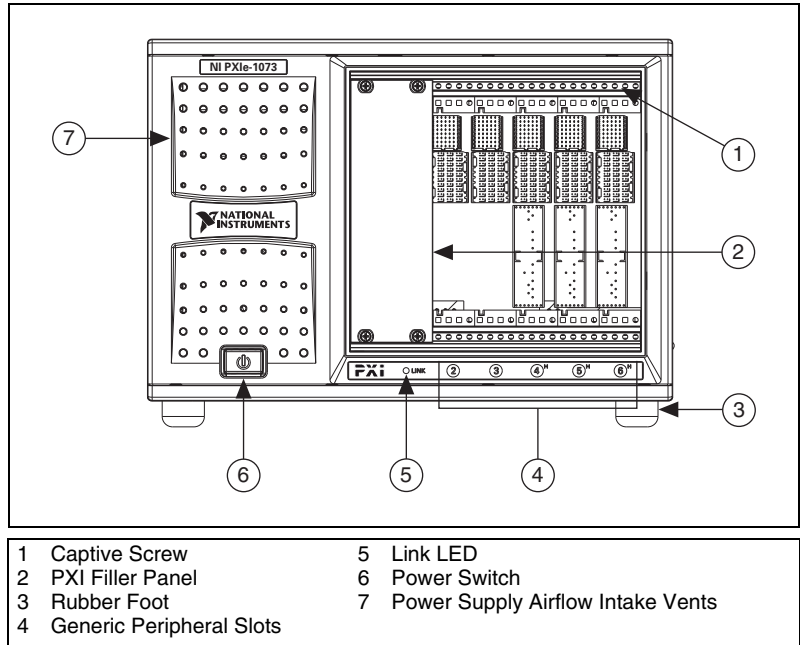 NI PXIe-1073
7
1
NATIONAL
INSTRUMENTS
2
PXI
LINK
2
3
4 H
5 H
6 H
3
6
5
4
1 Captive Screw
2 PXI Filler Panel
3 Rubber Foot
4 Generic Peripheral Slots
5 Link LED
6 Power Switch
7 Power Supply Airflow Intake Vents